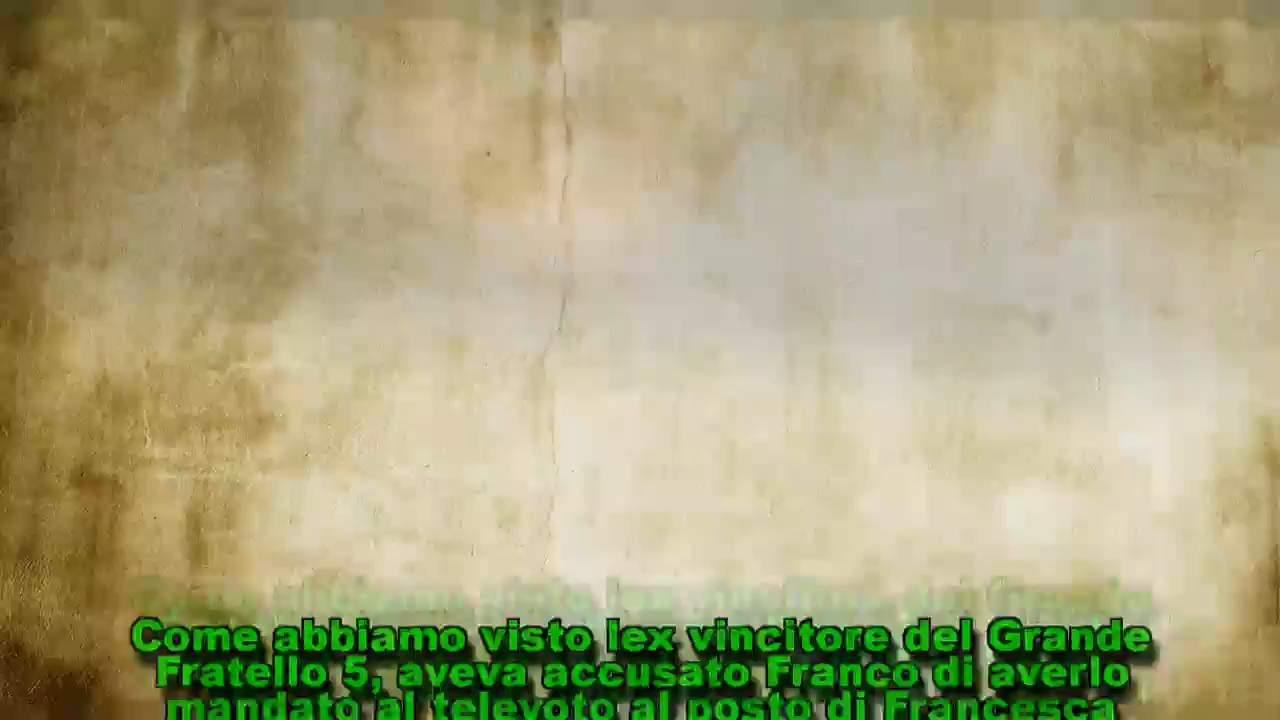 Come abbiamo visto lex vincitore del Grande
Fratello 5, aveva accusato Franco di averlo
mandato al televoto al posto di Francesca